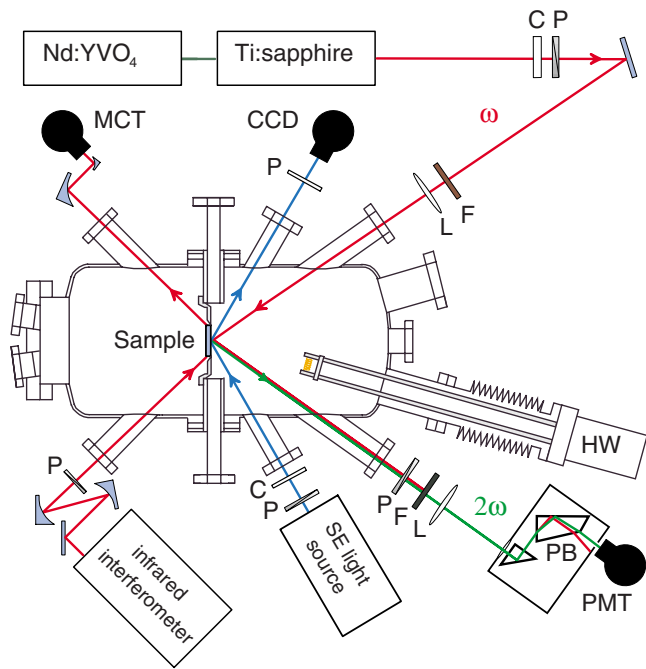 C P
Nd:YVO4
Ti:sapphire
MCT
CCD
ω
P
F
L
Sample
HW
P
C
P
P
F
L
2ω
PB
PMT
SE light
source
infrared
interferometer